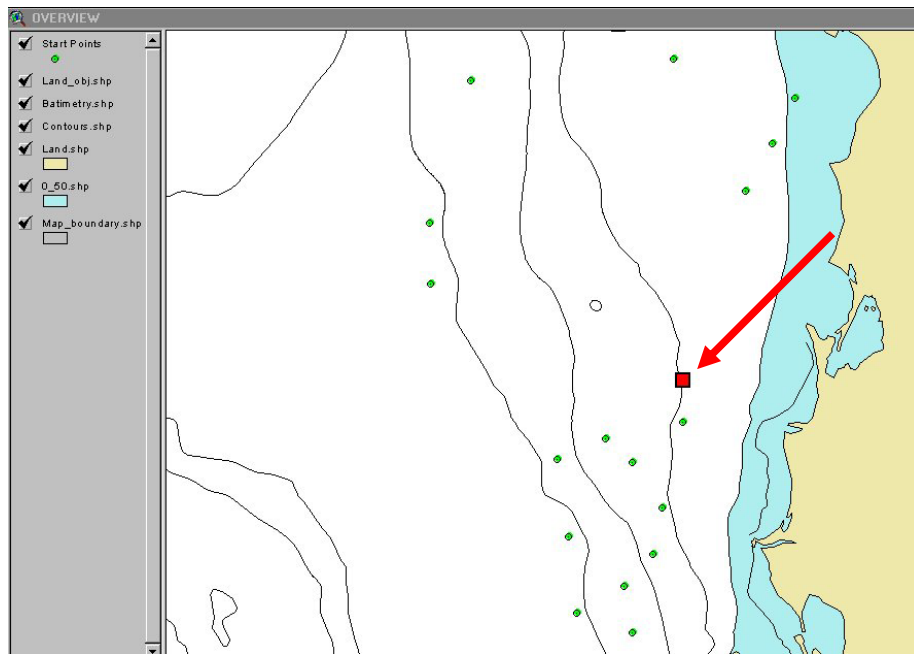 OVERVIEW
Start Points
Land_obj.shp
Batimetry.shp
Contours.shp
Land.shp
0_50.shp
Map_boundary.shp